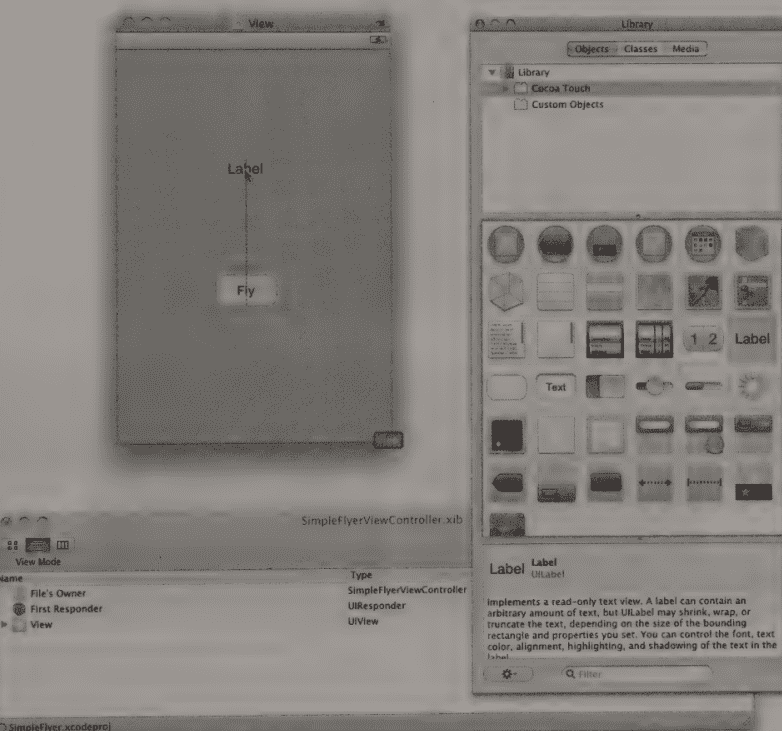 View
Label
Fly
Library
Objects Classes Media
Library
Cocoa Touch
Custom Objects
1 2
Label
Text
Label Label
UILabel
Implements a read-only text view. A label can contain an
arbitrary amount of text, but UILabel may shrink, wrap, or
truncate the text, depending on the size of the bounding
rectangle and properties you set. You can control the font, text
color, alignment, highlighting, and shadowing of the text in the
label.
Filter
SimpleFlyerViewController.xib
View Mode
Name Type
File's Owner SimpleFlyerViewController
First Responder UIResponder
View UIView
SimpleFlyer.xcodeproj